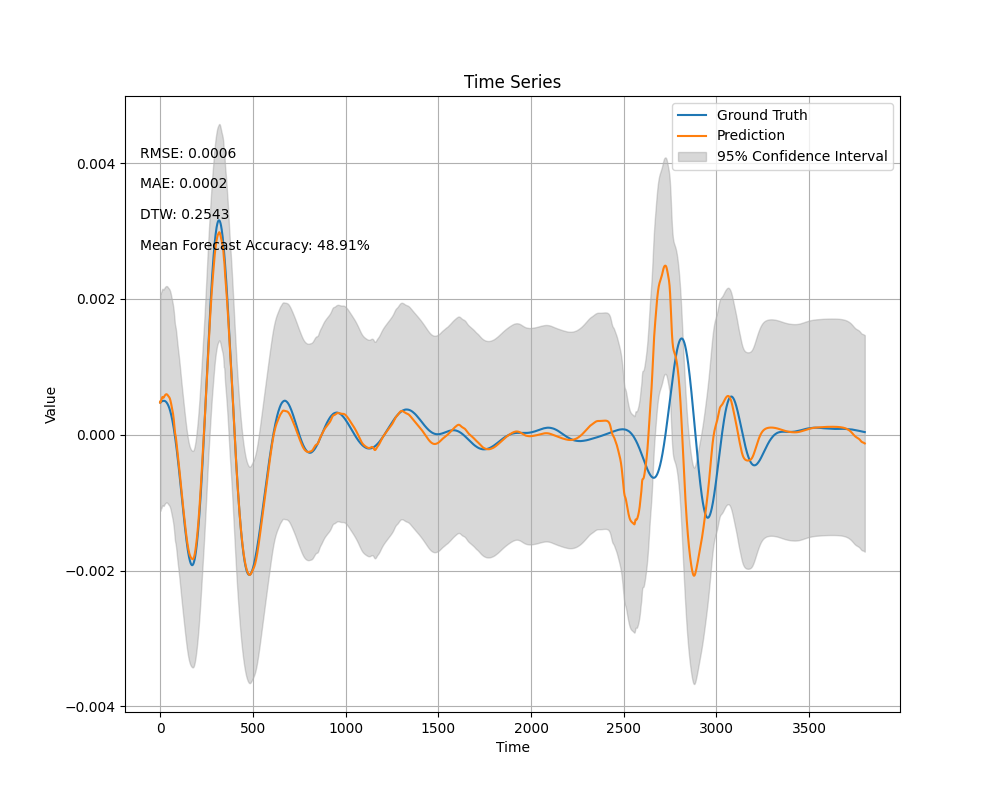 Time Series
Ground Truth
Prediction
95% Confidence Interval
RMSE: 0.0006
MAE: 0.0002
DTW: 0.2543
Mean Forecast Accuracy: 48.91%
0.004
0.002
0.000
−0.002
−0.004
Value
0 500 1000 1500 2000 2500 3000 3500
Time